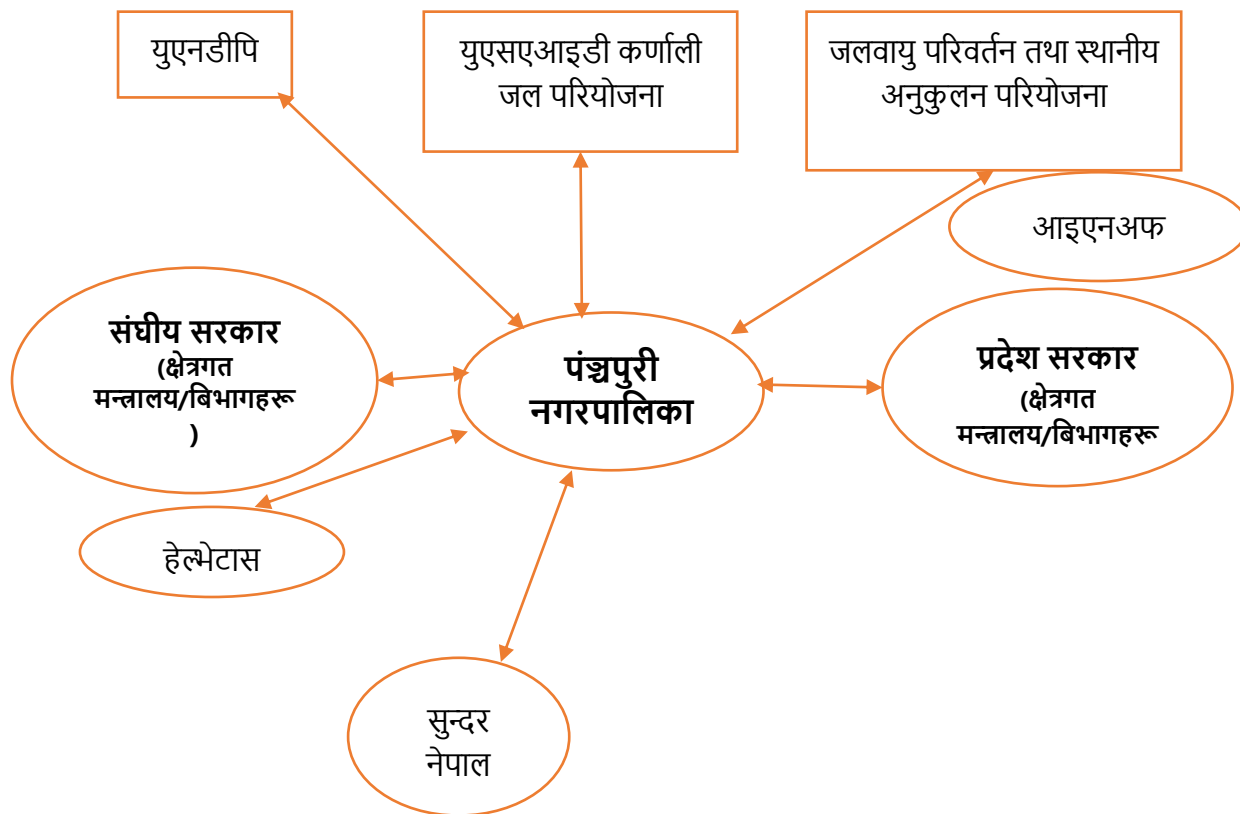 युएनडीपि
युएसएआइडी कर्णाली
जल परियोजना
जलवायु परिवर्तन तथा स्थानीय
अनुकुलन परियोजना
आइएनअफ
संघीय सरकार
(क्षेत्रगत
मन्त्रालय/बिभागहरू
)
पंञ्चपुरी
नगरपालिका
प्रदेश सरकार
(क्षेत्रगत
मन्त्रालय/बिभागहरू
हेल्भेटास
सुन्दर
नेपाल